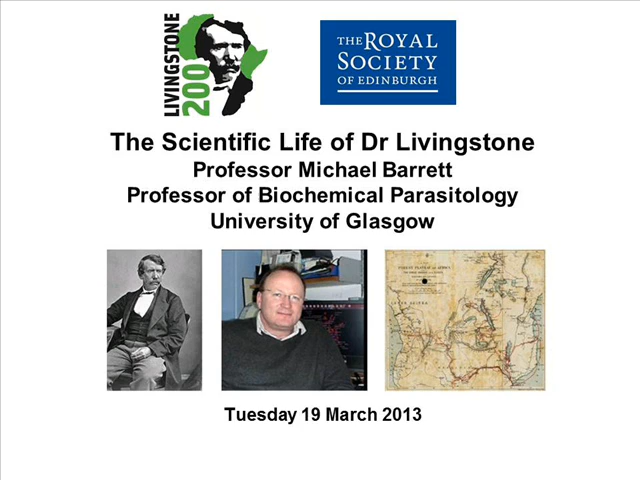 LIVINGSTONE
200
THE ROYAL
SOCIETY
OF EDINBURGH
The Scientific Life of Dr Livingstone
Professor Michael Barrett
Professor of Biochemical Parasitology
University of Glasgow
Tuesday 19 March 2013